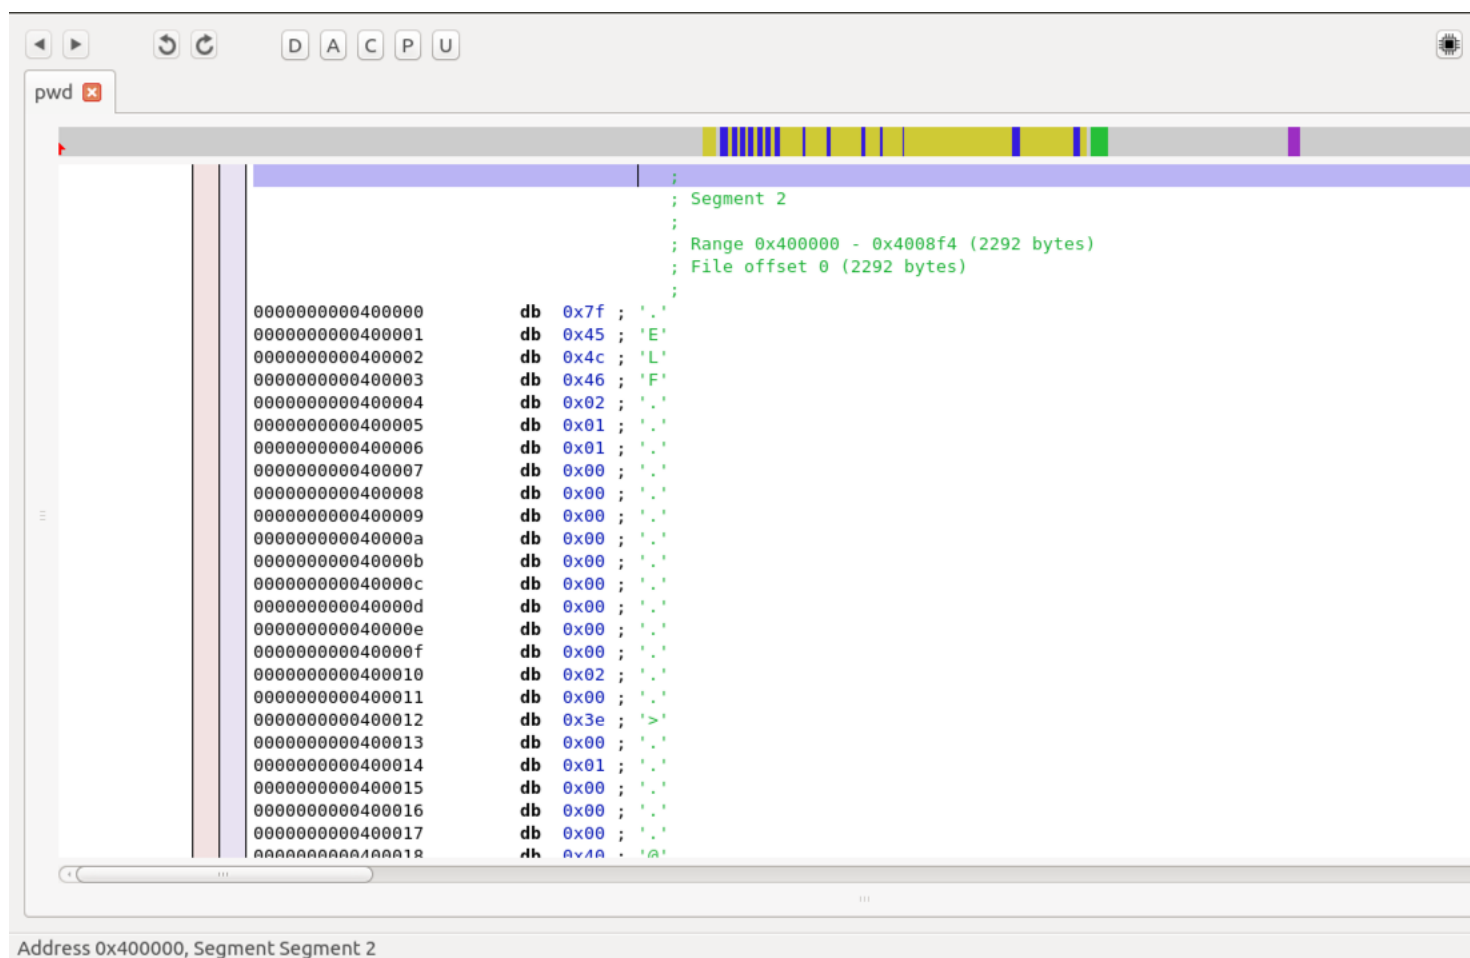 D A C P U
pwd
;
; Segment 2
;
; Range 0x400000 - 0x4008f4 (2292 bytes)
; File offset 0 (2292 bytes)
;
0000000000400000 db 0x7f ; '.'
0000000000400001 db 0x45 ; 'E'
0000000000400002 db 0x4c ; 'L'
0000000000400003 db 0x46 ; 'F'
0000000000400004 db 0x02 ; '.'
0000000000400005 db 0x01 ; '.'
0000000000400006 db 0x01 ; '.'
0000000000400007 db 0x00 ; '.'
0000000000400008 db 0x00 ; '.'
0000000000400009 db 0x00 ; '.'
000000000040000a db 0x00 ; '.'
000000000040000b db 0x00 ; '.'
000000000040000c db 0x00 ; '.'
000000000040000d db 0x00 ; '.'
000000000040000e db 0x00 ; '.'
000000000040000f db 0x00 ; '.'
0000000000400010 db 0x02 ; '.'
0000000000400011 db 0x00 ; '.'
0000000000400012 db 0x3e ; '>'
0000000000400013 db 0x00 ; '.'
0000000000400014 db 0x01 ; '.'
0000000000400015 db 0x00 ; '.'
0000000000400016 db 0x00 ; '.'
0000000000400017 db 0x00 ; '.'
0000000000400018 db 0x40 ; '@'
Address 0x400000, Segment Segment 2